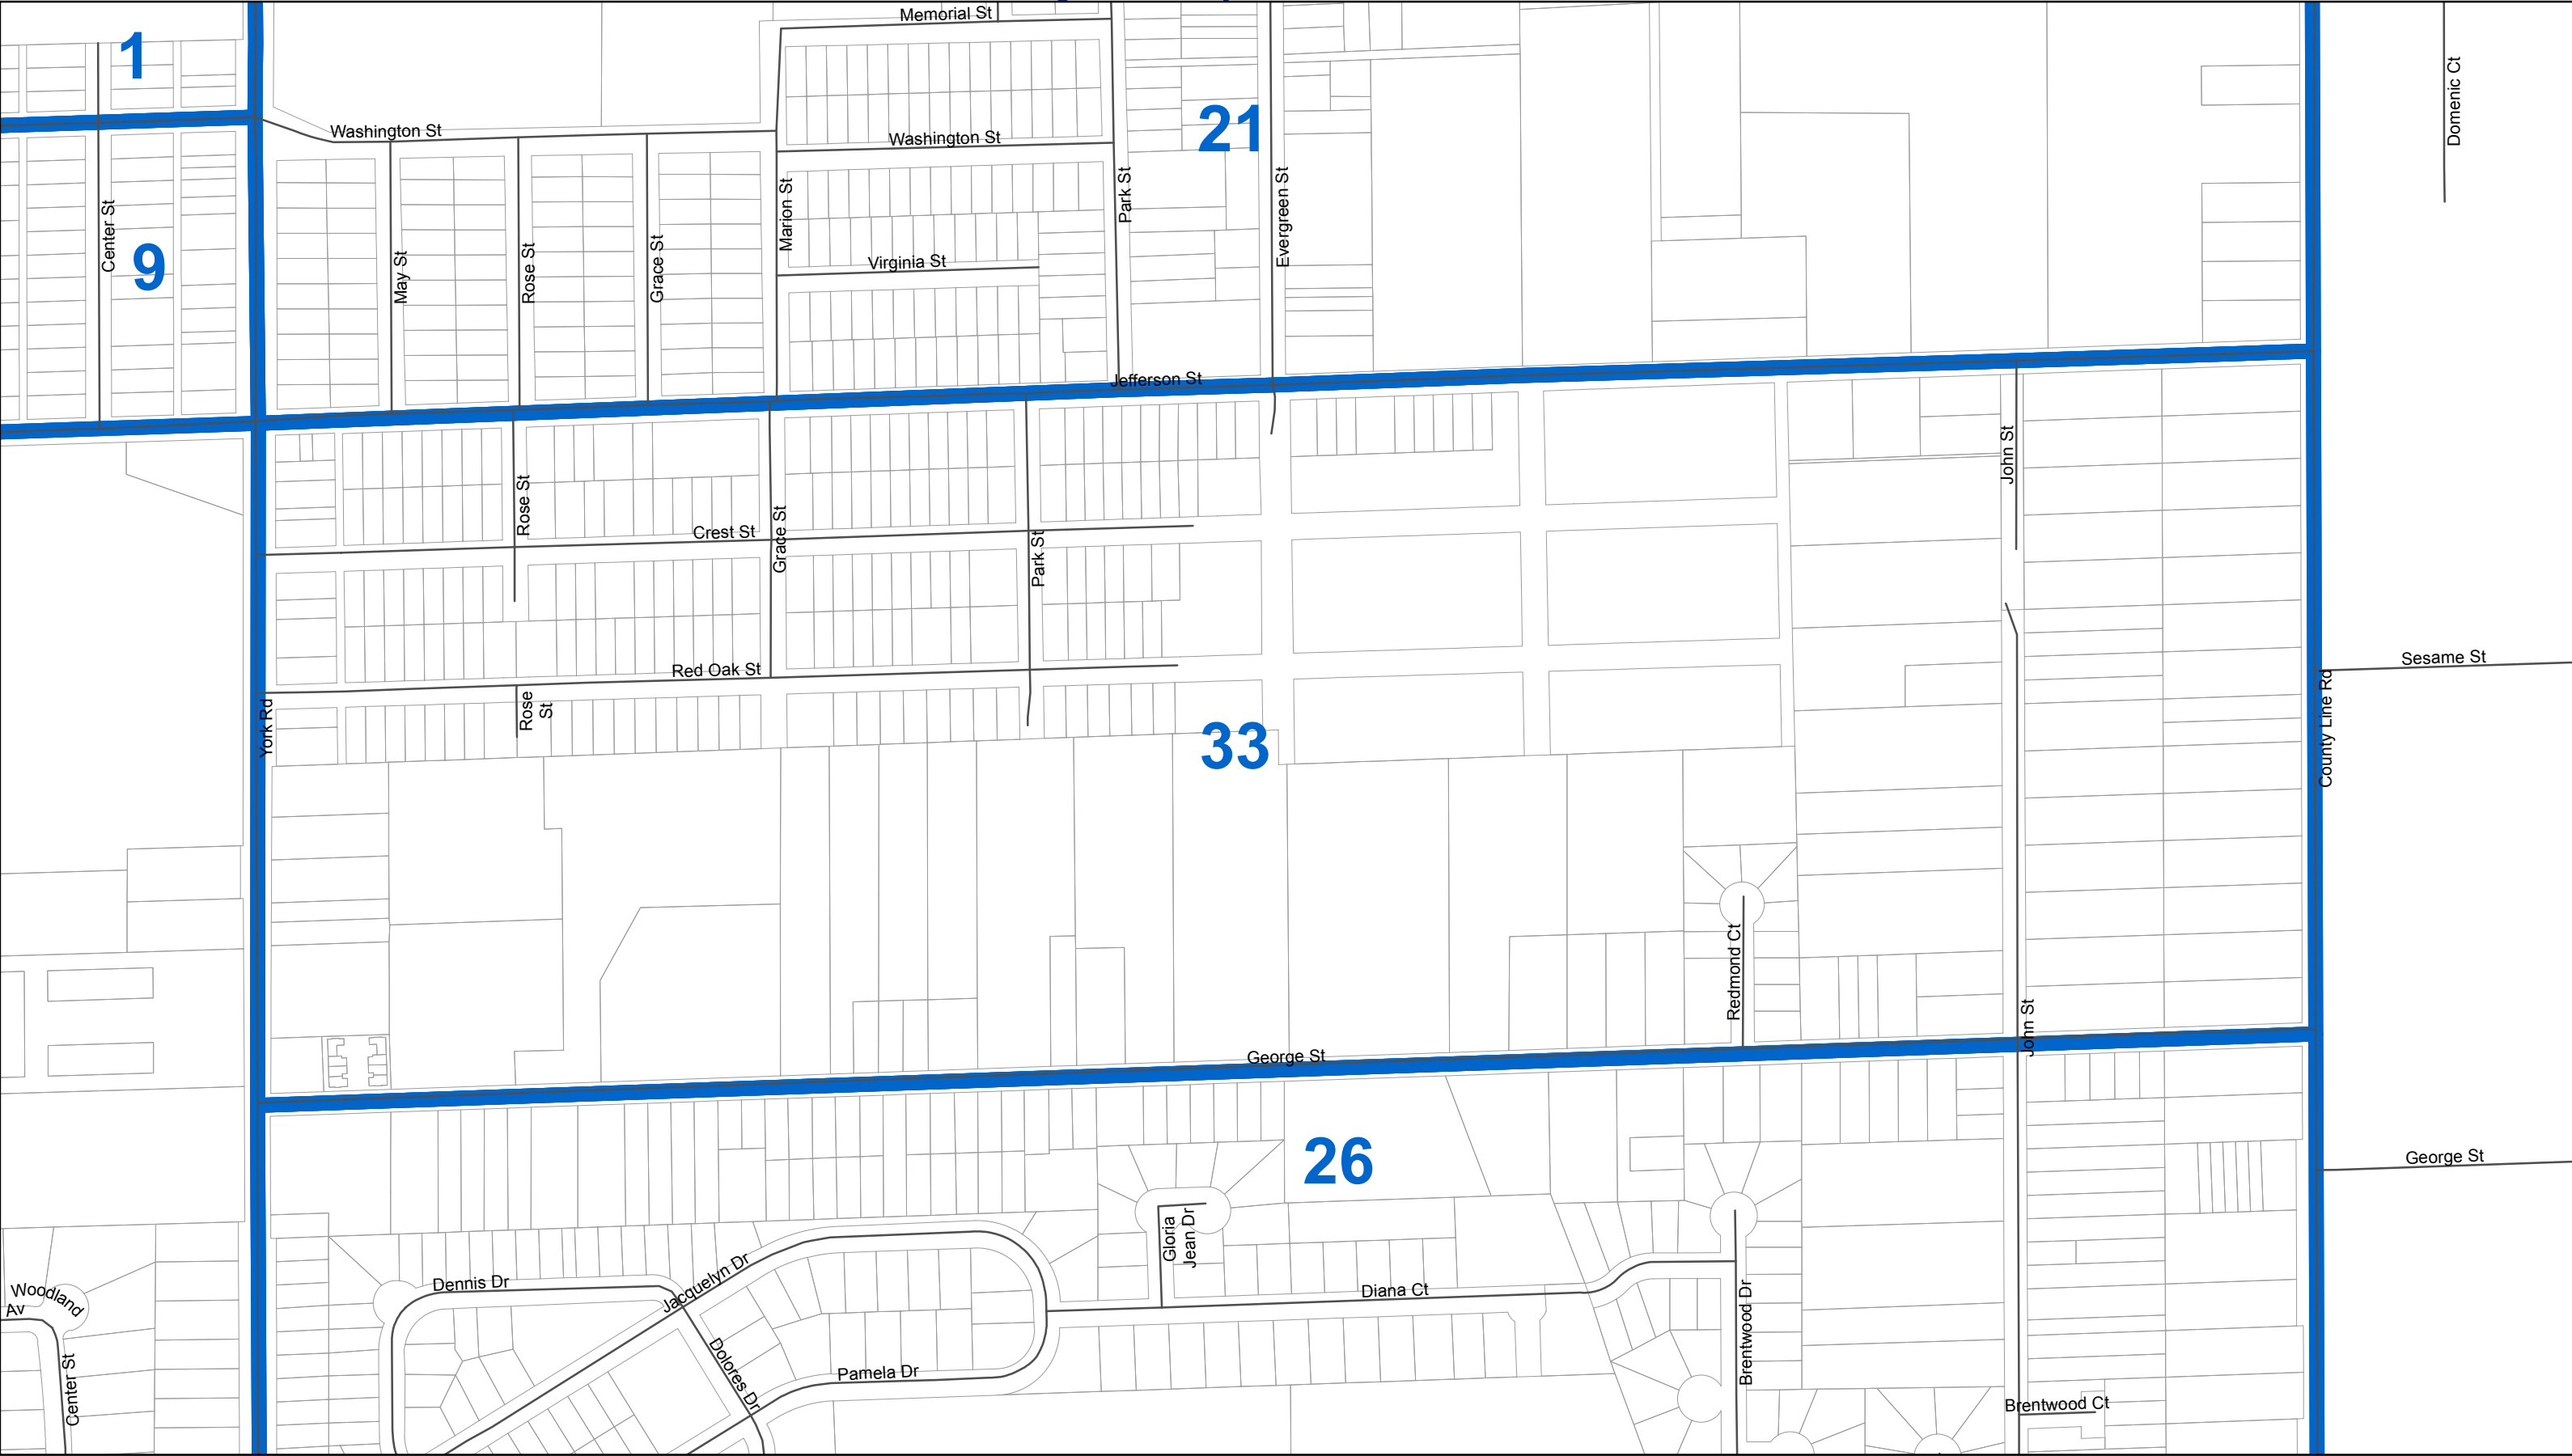 Memorial St
1
Domenic Ct
21
Washington St
Washington St
Center St
9
May St
Rose St
Grace St
Marion St
Virginia St
Park St
Evergreen St
Jefferson St
Rose St
Crest St
Grace St
Park St
John St
Red Oak St
Rose
St
York Rd
33
Sesame St
County Line Rd
Redmond Ct
John St
George St
26
George St
Gloria
Jean Dr
Woodland
Av
Dennis Dr
Jacquelyn Dr
Diana Ct
Dolores Dr
Pamela Dr
Brentwood Dr
Center St
Brentwood Ct